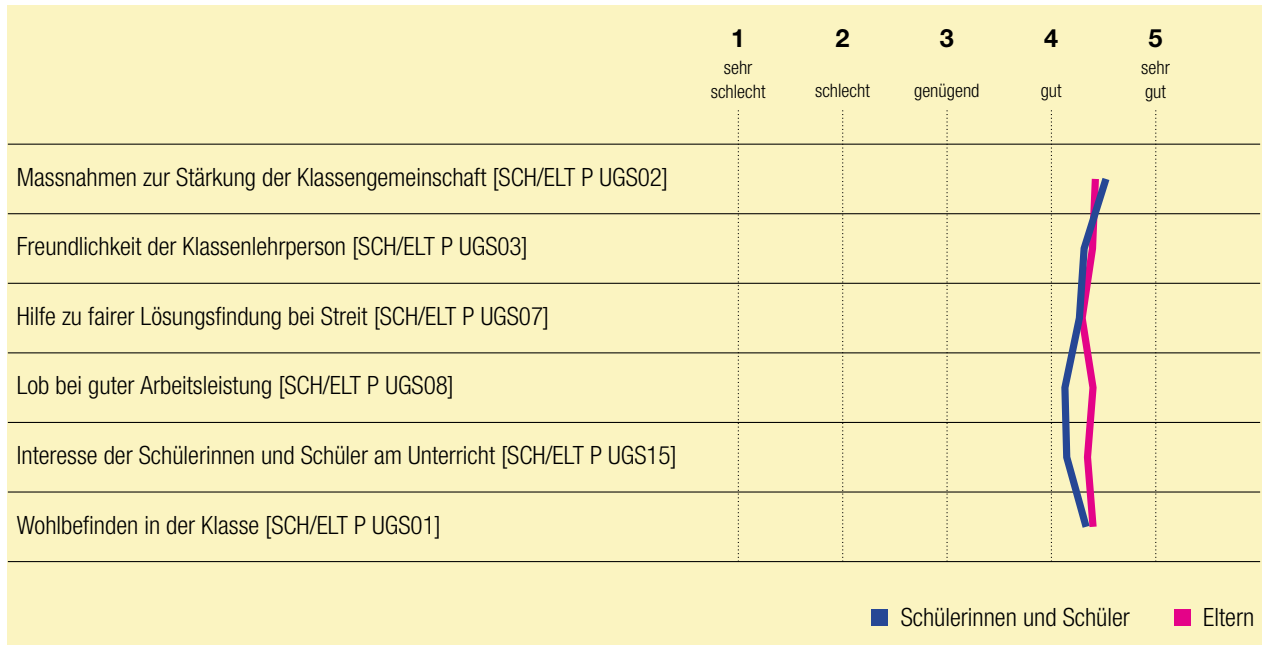 1 2 3 4 5
sehr schlecht schlecht genügend gut sehr gut
Massnahmen zur Stärkung der Klassengemeinschaft [SCH/ELT P UGS02]
Freundlichkeit der Klassenlehrperson [SCH/ELT P UGS03]
Hilfe zu fairer Lösungsfindung bei Streit [SCH/ELT P UGS07]
Lob bei guter Arbeitsleistung [SCH/ELT P UGS08]
Interesse der Schülerinnen und Schüler am Unterricht [SCH/ELT P UGS15]
Wohlbefinden in der Klasse [SCH/ELT P UGS01]
Schülerinnen und Schüler Eltern